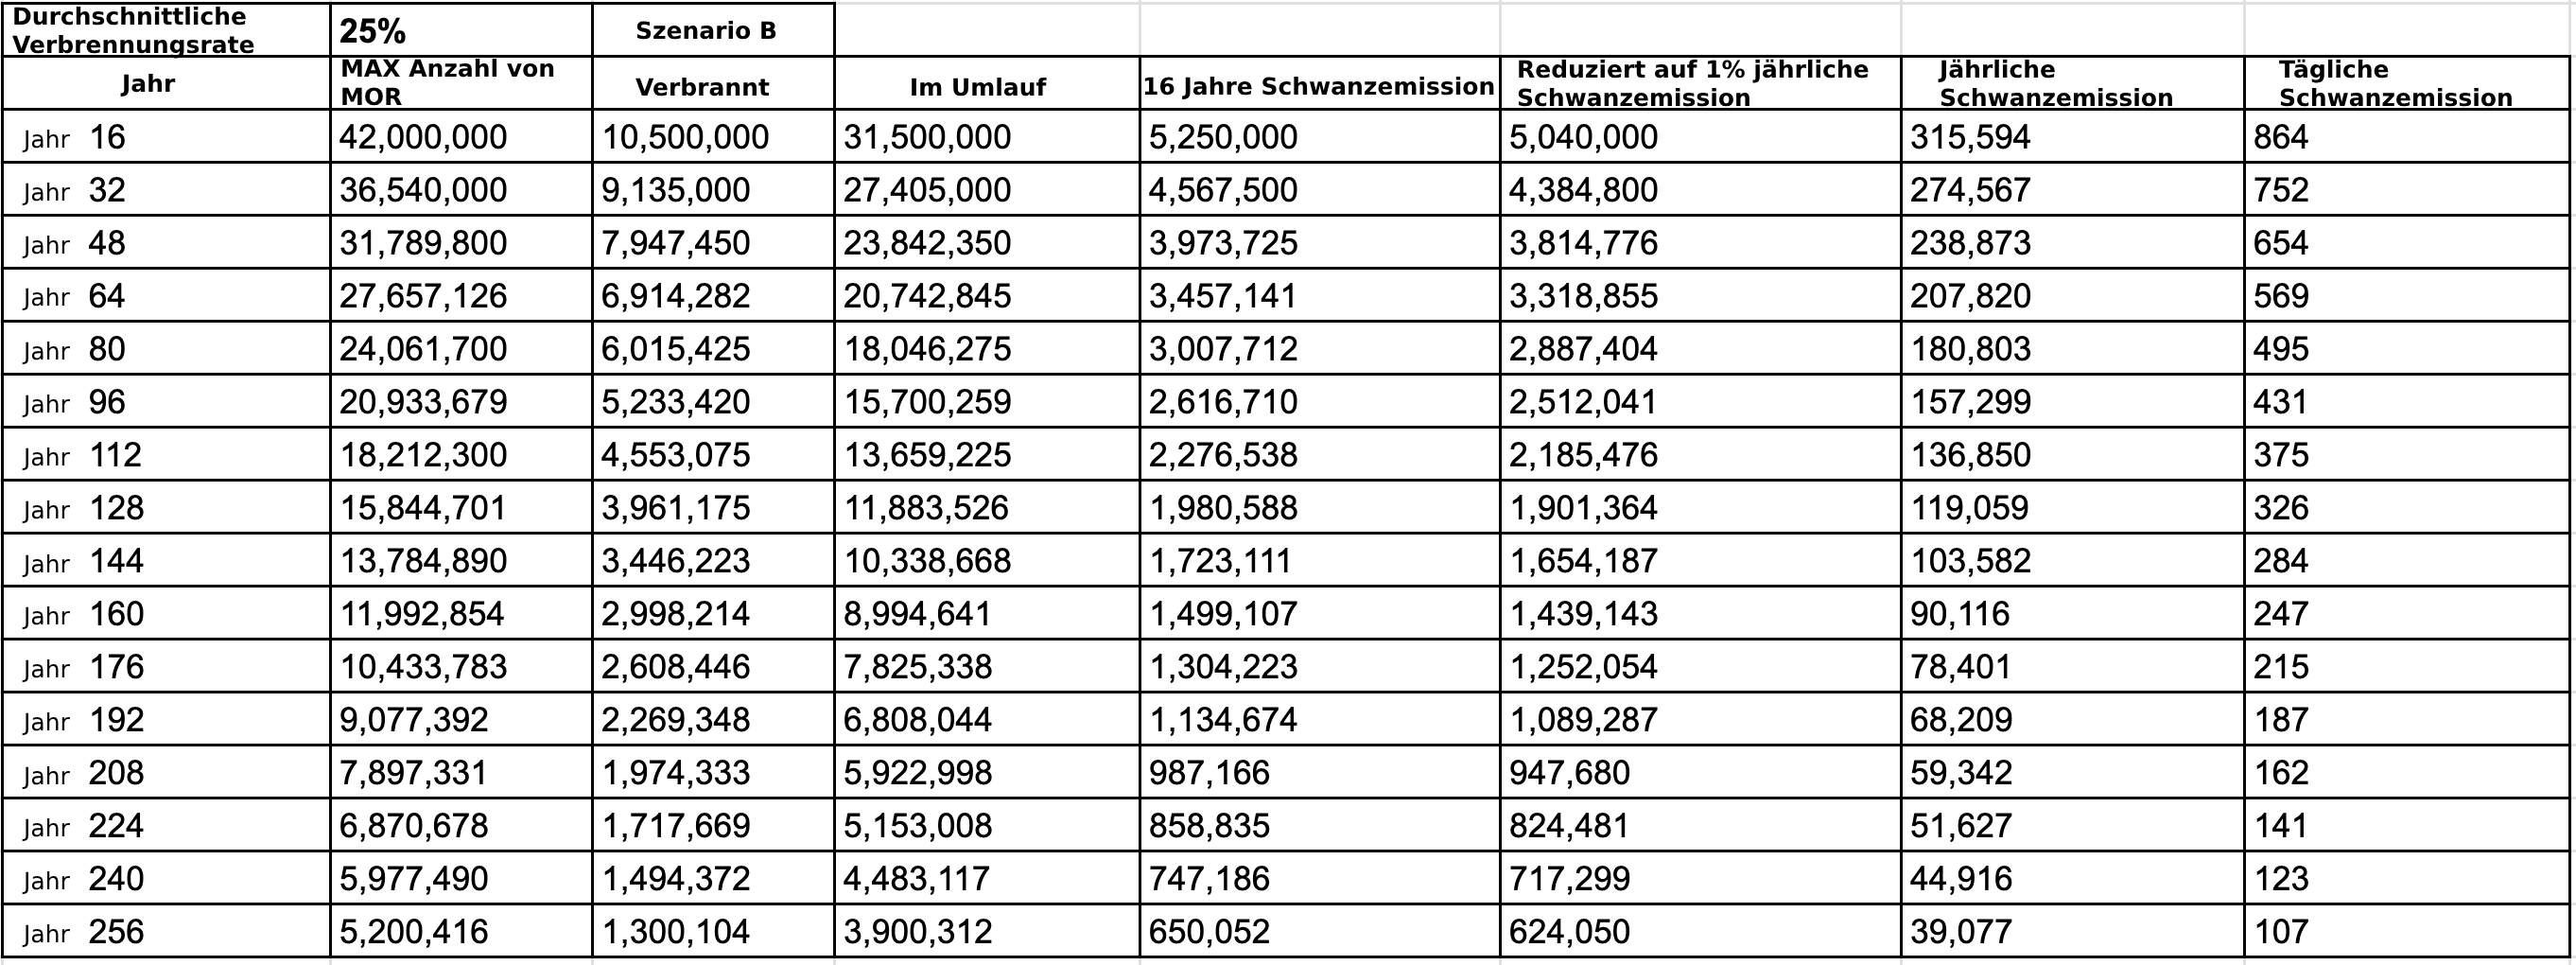 Durchschnittliche Verbrennungsrate 25% Szenario B
Jahr MAX Anzahl von MOR Verbrannt Im Umlauf 16 Jahre Schwanzemission Reduziert auf 1% jährliche Schwanzemission Jährliche Schwanzemission Tägliche Schwanzemission
Jahr 16 42,000,000 10,500,000 31,500,000 5,250,000 5,040,000 315,594 864
Jahr 32 36,540,000 9,135,000 27,405,000 4,567,500 4,384,800 274,567 752
Jahr 48 31,789,800 7,947,450 23,842,350 3,973,725 3,814,776 238,873 654
Jahr 64 27,657,126 6,914,282 20,742,845 3,457,141 3,318,855 207,820 569
Jahr 80 24,061,700 6,015,425 18,046,275 3,007,712 2,887,404 180,803 495
Jahr 96 20,933,679 5,233,420 15,700,259 2,616,710 2,512,041 157,299 431
Jahr 112 18,212,300 4,553,075 13,659,225 2,276,538 2,185,476 136,850 375
Jahr 128 15,844,701 3,961,175 11,883,526 1,980,588 1,901,364 119,059 326
Jahr 144 13,784,890 3,446,223 10,338,668 1,723,111 1,654,187 103,582 284
Jahr 160 11,992,854 2,998,214 8,994,641 1,499,107 1,439,143 90,116 247
Jahr 176 10,433,783 2,608,446 7,825,338 1,304,223 1,252,054 78,401 215
Jahr 192 9,077,392 2,269,348 6,808,044 1,134,674 1,089,287 68,209 187
Jahr 208 7,897,331 1,974,333 5,922,998 987,166 947,680 59,342 162
Jahr 224 6,870,678 1,717,669 5,153,008 858,835 824,481 51,627 141
Jahr 240 5,977,490 1,494,372 4,483,117 747,186 717,299 44,916 123
Jahr 256 5,200,416 1,300,104 3,900,312 650,052 624,050 39,077 107